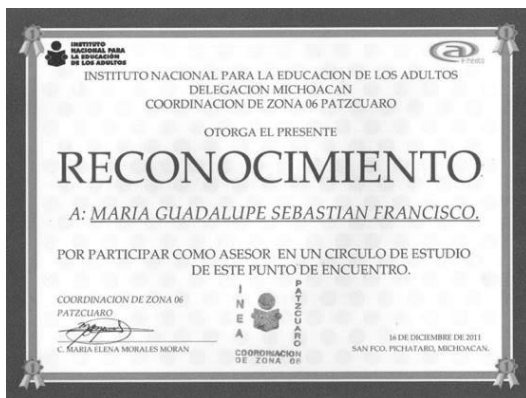 INSTITUTO
NACIONAL PARA
LA EDUCACIÓN
DE LOS ADULTOS
INSTITUTO NACIONAL PARA LA EDUCACION DE LOS ADULTOS
DELEGACION MICHOACAN
COORDINACION DE ZONA 06 PATZCUARO
OTORGA EL PRESENTE
RECONOCIMIENTO
A: MARIA GUADALUPE SEBASTIAN FRANCISCO.
POR PARTICIPAR COMO ASESOR EN UN CIRCULO DE ESTUDIO
DE ESTE PUNTO DE ENCUENTRO.
COORDINACION DE ZONA 06
PATZCUARO
C. MARIA ELENA MORALES MORAN
INEA
PATZCUARO
COORDINACION
DE ZONA 06
16 DE DICIEMBRE DE 2011
SAN FCO. PICHATARO, MICHOACAN.